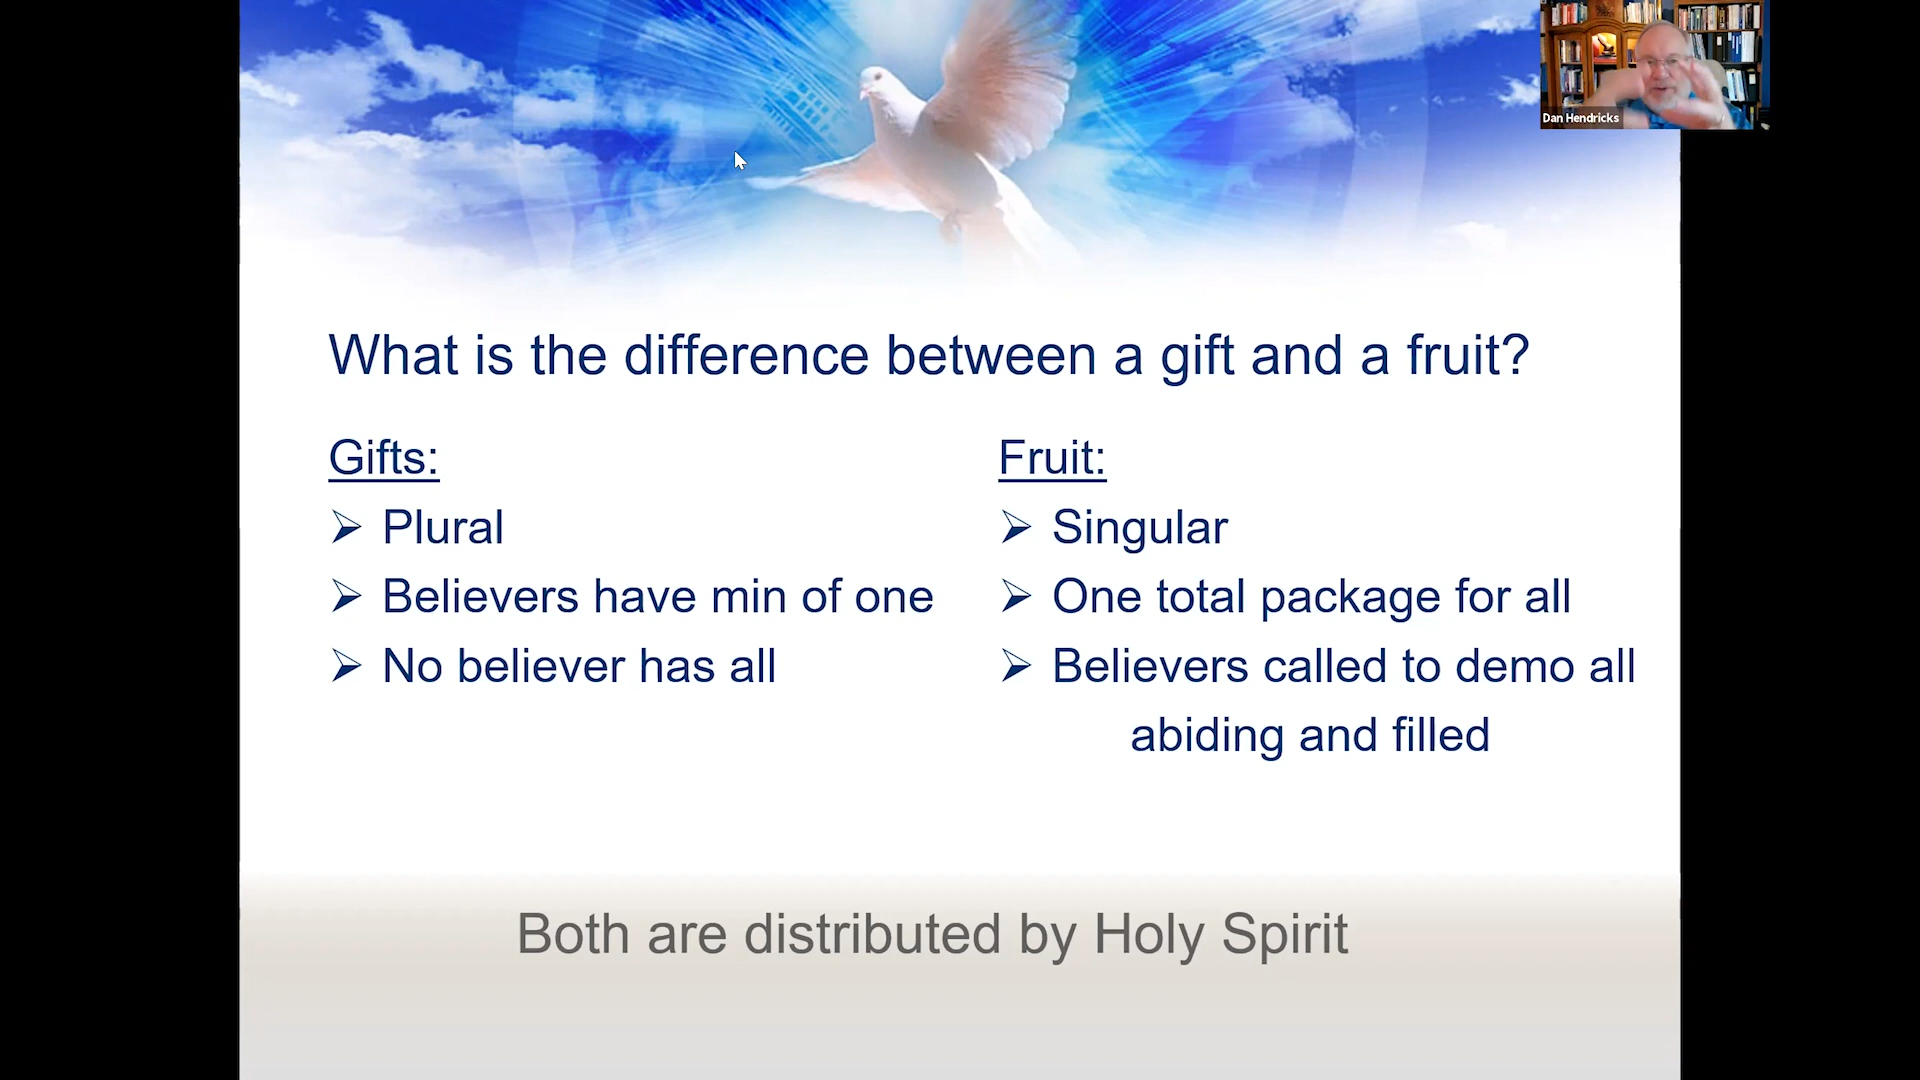 Dan Hendricks
What is the difference between a gift and a fruit?
Gifts:
➢ Plural
➢ Believers have min of one
➢ No believer has all
Fruit:
➢ Singular
➢ One total package for all
➢ Believers called to demo all
abiding and filled
Both are distributed by Holy Spirit